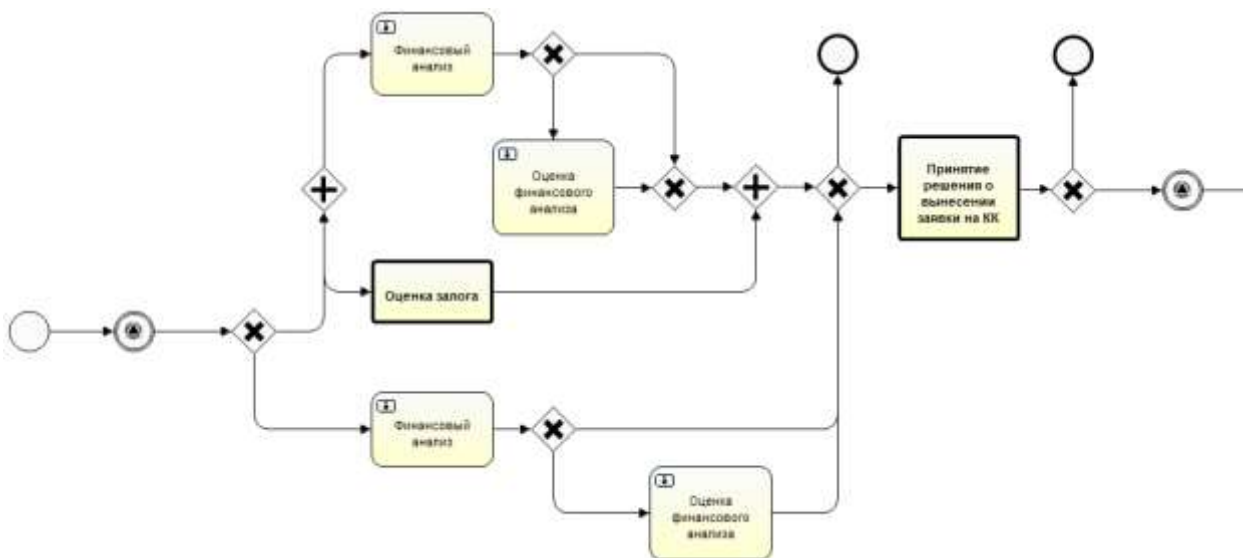 Финансовый
анализ
Оценка
финансового
анализа
Принятие
решения о
вынесении
заявки на КК
Оценка залога
Финансовый
анализ
Оценка
финансового
анализа